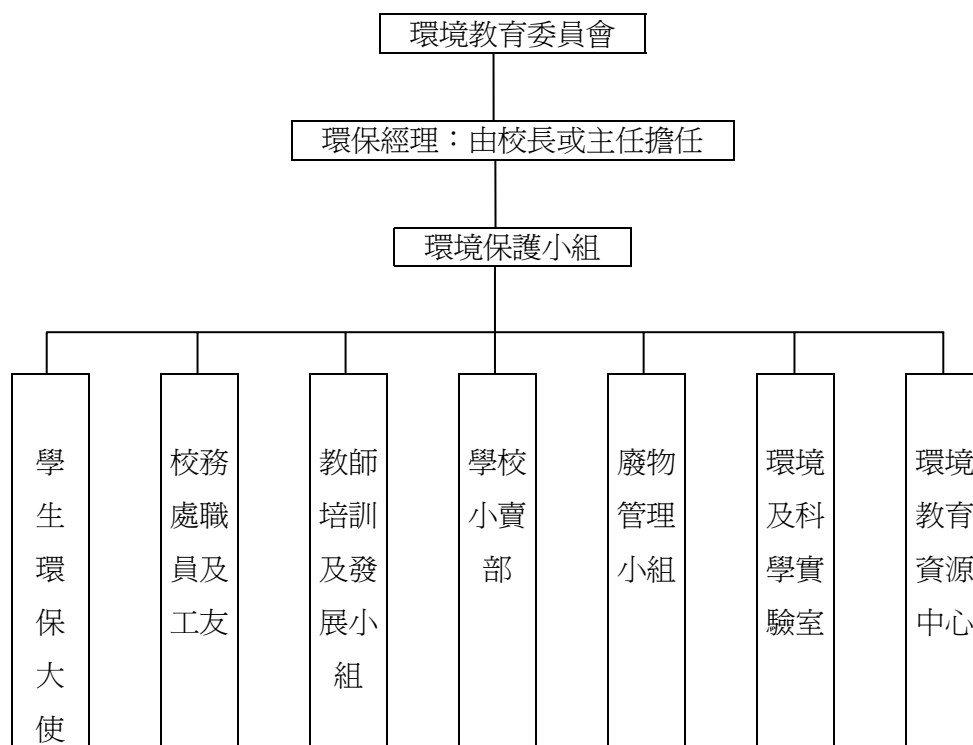 環境教育委員會
環保經理：由校長或主任擔任
環境保護小組
學
生
環
保
大
使
校務
處職
員及
工友
教師
培訓
及發
展小
組
學校
小賣
部
廢物
管理
小組
環境
及科
學實
驗室
環境
教育
資源
中心